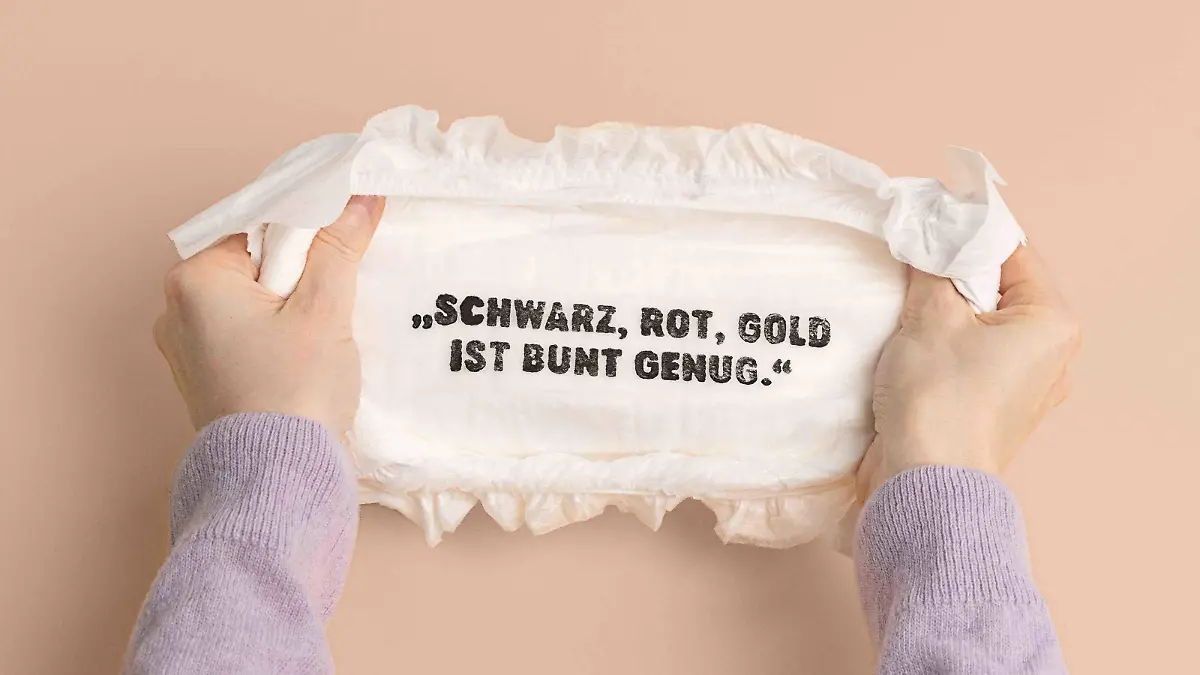 „SCHWARZ, ROT, GOLD
IST BUNT GENUG.“